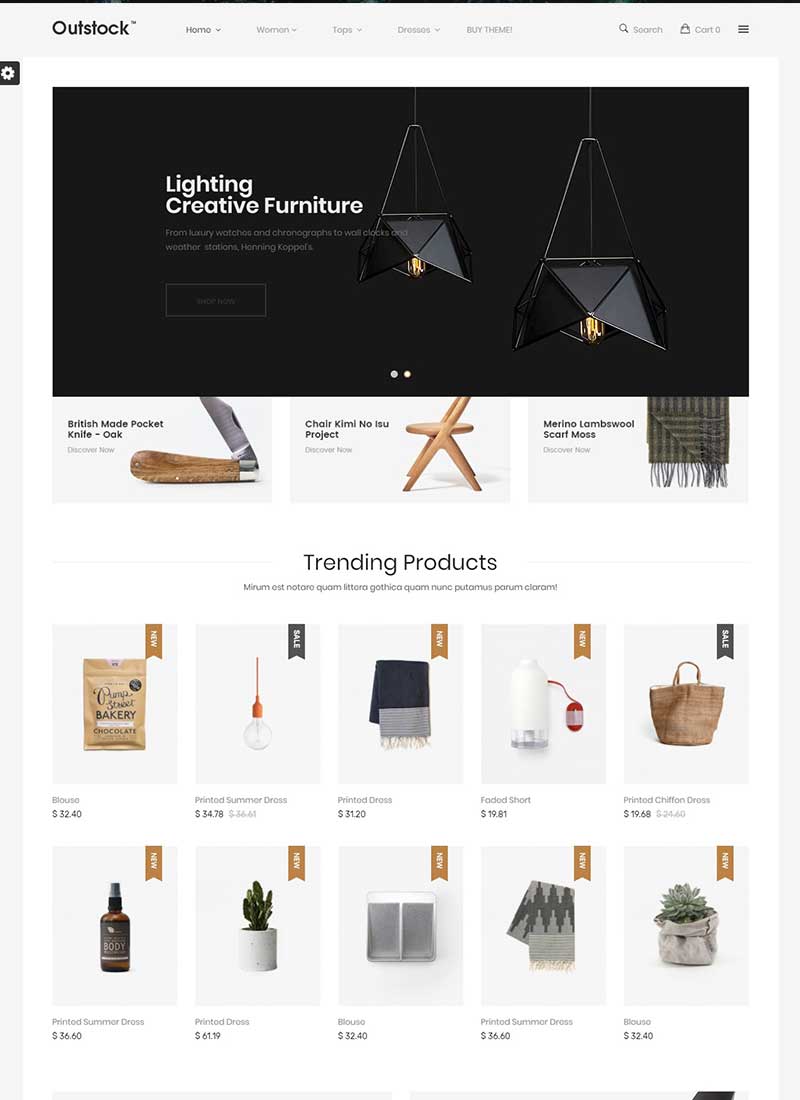 Outstock™
Home
Women
Tops
Dresses
BUY THEME!
Search
Cart 0
Lighting
Creative Furniture
From luxury watches and chronographs to wall clocks and
weather stations, Henning Koppel's.
SHOP NOW
British Made Pocket
Knife - Oak
Discover Now
Chair Kimi No Isu
Project
Discover Now
Merino Lambswool
Scarf Moss
Discover Now
Trending Products
Mirum est notare quam littera gothica quam nunc putamus parum claram!
NEW
Pump
Street
BAKERY
CHOCOLATE
SALE
NEW
NEW
SALE
Blouse
$ 32.40
Printed Summer Dress
$ 34.78 $ 36.61
Printed Dress
$ 31.20
Faded Short
$ 19.81
Printed Chiffon Dress
$ 19.68 $ 24.60
NEW
BODY
NEW
NEW
NEW
NEW
Printed Summer Dress
$ 36.60
Printed Dress
$ 61.19
Blouse
$ 32.40
Printed Summer Dress
$ 36.60
Blouse
$ 32.40